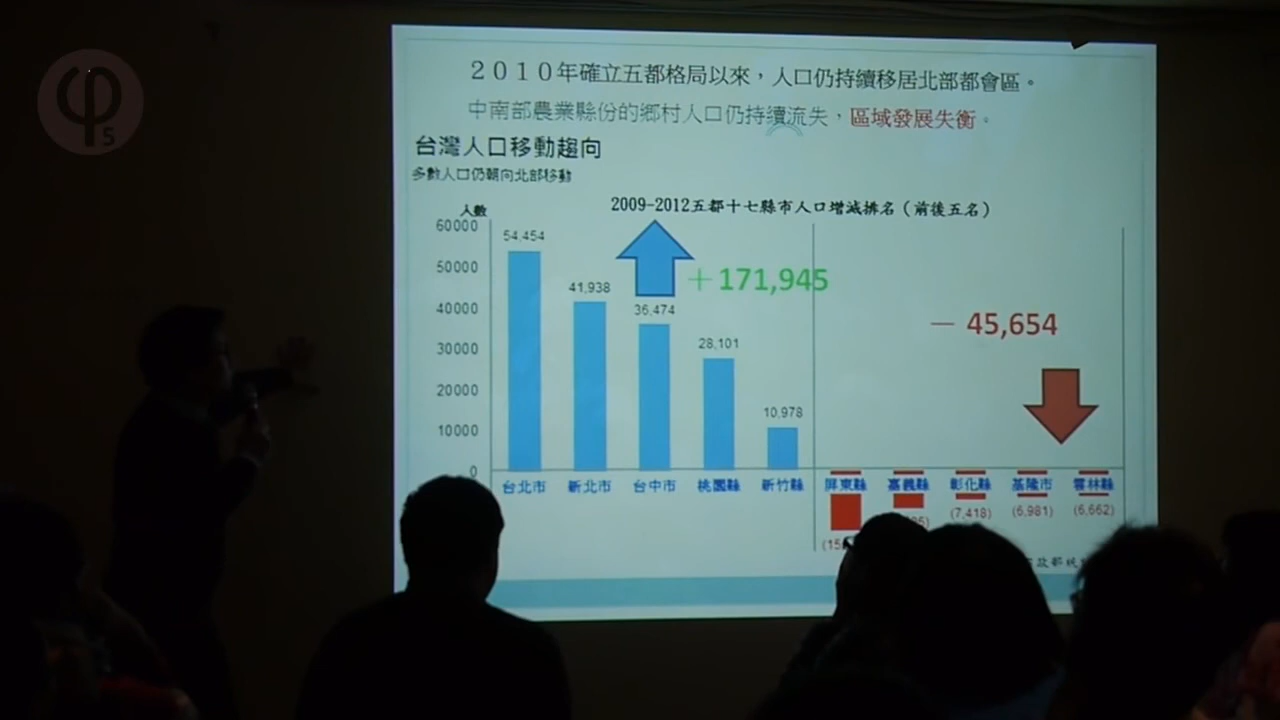 φ5
2010年確立五都格局以來，人口仍持續移居北部都會區。
中南部農業縣份的鄉村人口仍持續流失，區域發展失衡。
台灣人口移動趨向
多數人口仍朝向北部移動
人數
2009-2012五都十七縣市人口增減排名（前後五名）
60000
50000
40000
30000
20000
10000
0
54,454
41,938
36,474
28,101
10,978
＋171,945
－ 45,654
台北市 新北市 台中市 桃園縣 新竹縣 屏東縣 嘉義縣 彰化縣 基隆市 雲林縣
(7,418) (6,981) (6,662)